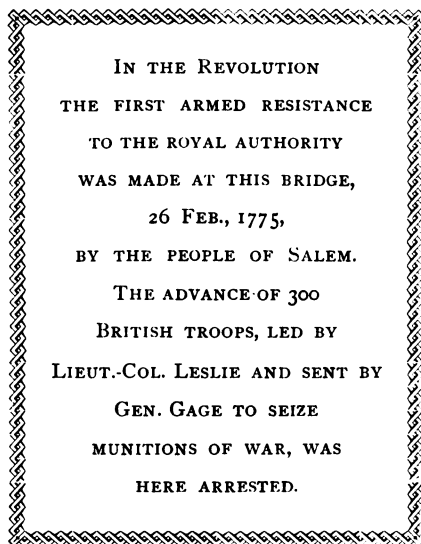 In the Revolution
the first armed resistance
to the royal authority
was made at this bridge,
26 Feb., 1775,
by the people of Salem.
The advance of 300
British troops, led by
Lieut.-Col. Leslie and sent by
Gen. Gage to seize
munitions of war, was
here arrested.